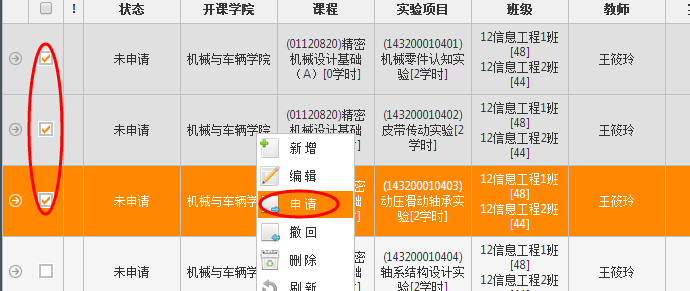 ! 状态 开课学院 课程 实验项目 班级 教师
未申请
机械与车辆学院
(01120820)精密
机械设计基础
(A)[0学时]
(143200010401)
机械零件认知实
验[2学时]
12信息工程1班
[48]
12信息工程2班
[44]
王筱玲
未申请
机械与车辆学院
(01120820)精密
机械设计基础
(143200010402)
皮带传动实验[2
学时]
12信息工程1班
[48]
12信息工程2班
[44]
王筱玲
未申请
机械与车辆学院
(143200010403)
动压滑动轴承实
验[2学时]
12信息工程1班
[48]
12信息工程2班
[44]
王筱玲
未申请
机械与车辆学院
(143200010404)
轴系结构设计实
验[2学时]
12信息工程1班
[48]
12信息工程2班
[44]
王筱玲
新增
编辑
申请
撤回
删除
刷新